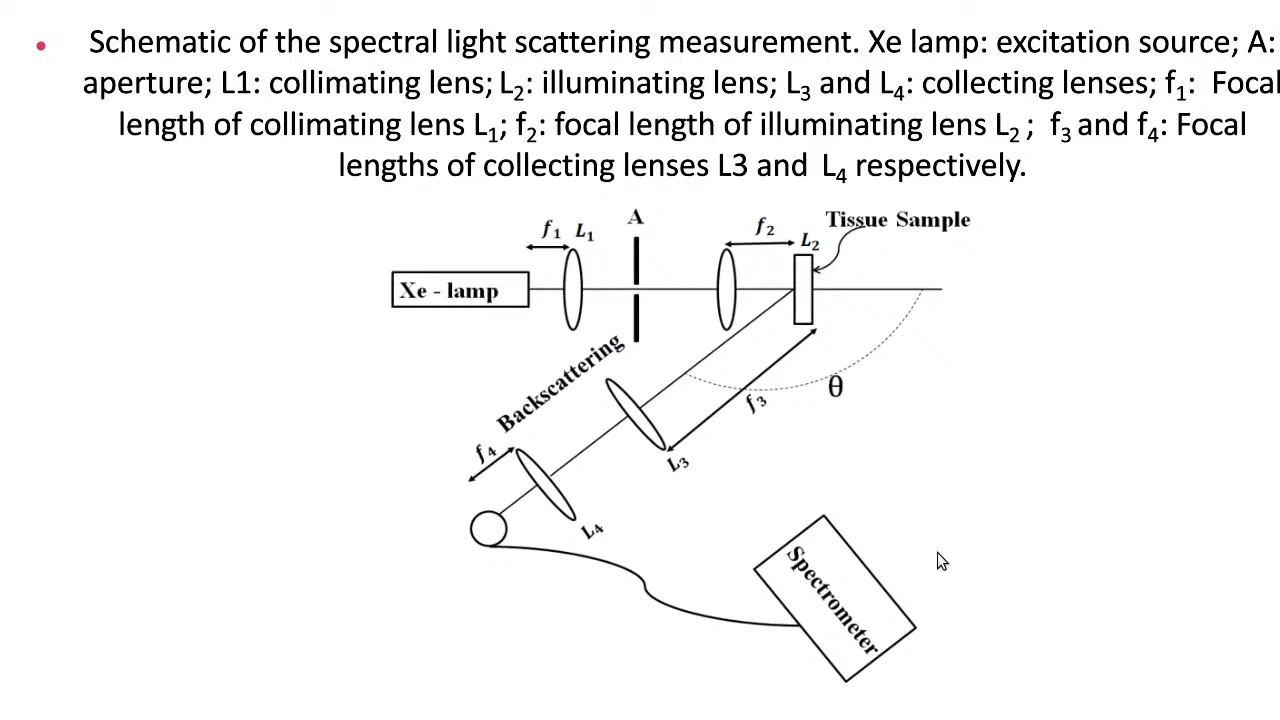 • Schematic of the spectral light scattering measurement. Xe lamp: excitation source; A:
aperture; L1: collimating lens; L₂: illuminating lens; L₃ and L₄: collecting lenses; f₁: Focal
length of collimating lens L₁; f₂: focal length of illuminating lens L₂ ; f₃ and f₄: Focal
lengths of collecting lenses L3 and L₄ respectively.
A
f₁ L₁
f₂
L₂
Tissue Sample
Xe - lamp
Backscattering
θ
f₃
f₄
L₃
L₄
Spectrometer